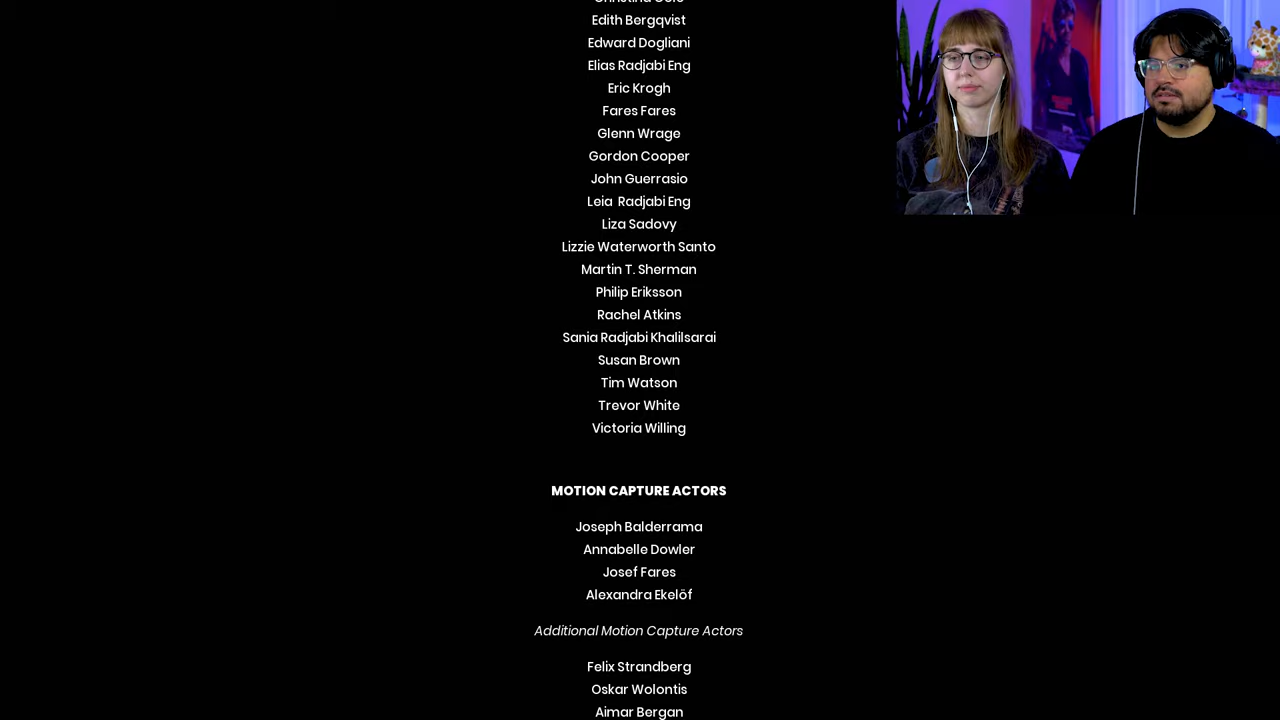 Edith Bergqvist
Edward Dogliani
Elias Radjabi Eng
Eric Krogh
Fares Fares
Glenn Wrage
Gordon Cooper
John Guerrasio
Leia Radjabi Eng
Liza Sadovy
Lizzie Waterworth Santo
Martin T. Sherman
Philip Eriksson
Rachel Atkins
Sania Radjabi Khalilsarai
Susan Brown
Tim Watson
Trevor White
Victoria Willing
MOTION CAPTURE ACTORS
Joseph Balderrama
Annabelle Dowler
Josef Fares
Alexandra Ekelöf
Additional Motion Capture Actors
Felix Strandberg
Oskar Wolontis
Aimar Bergan